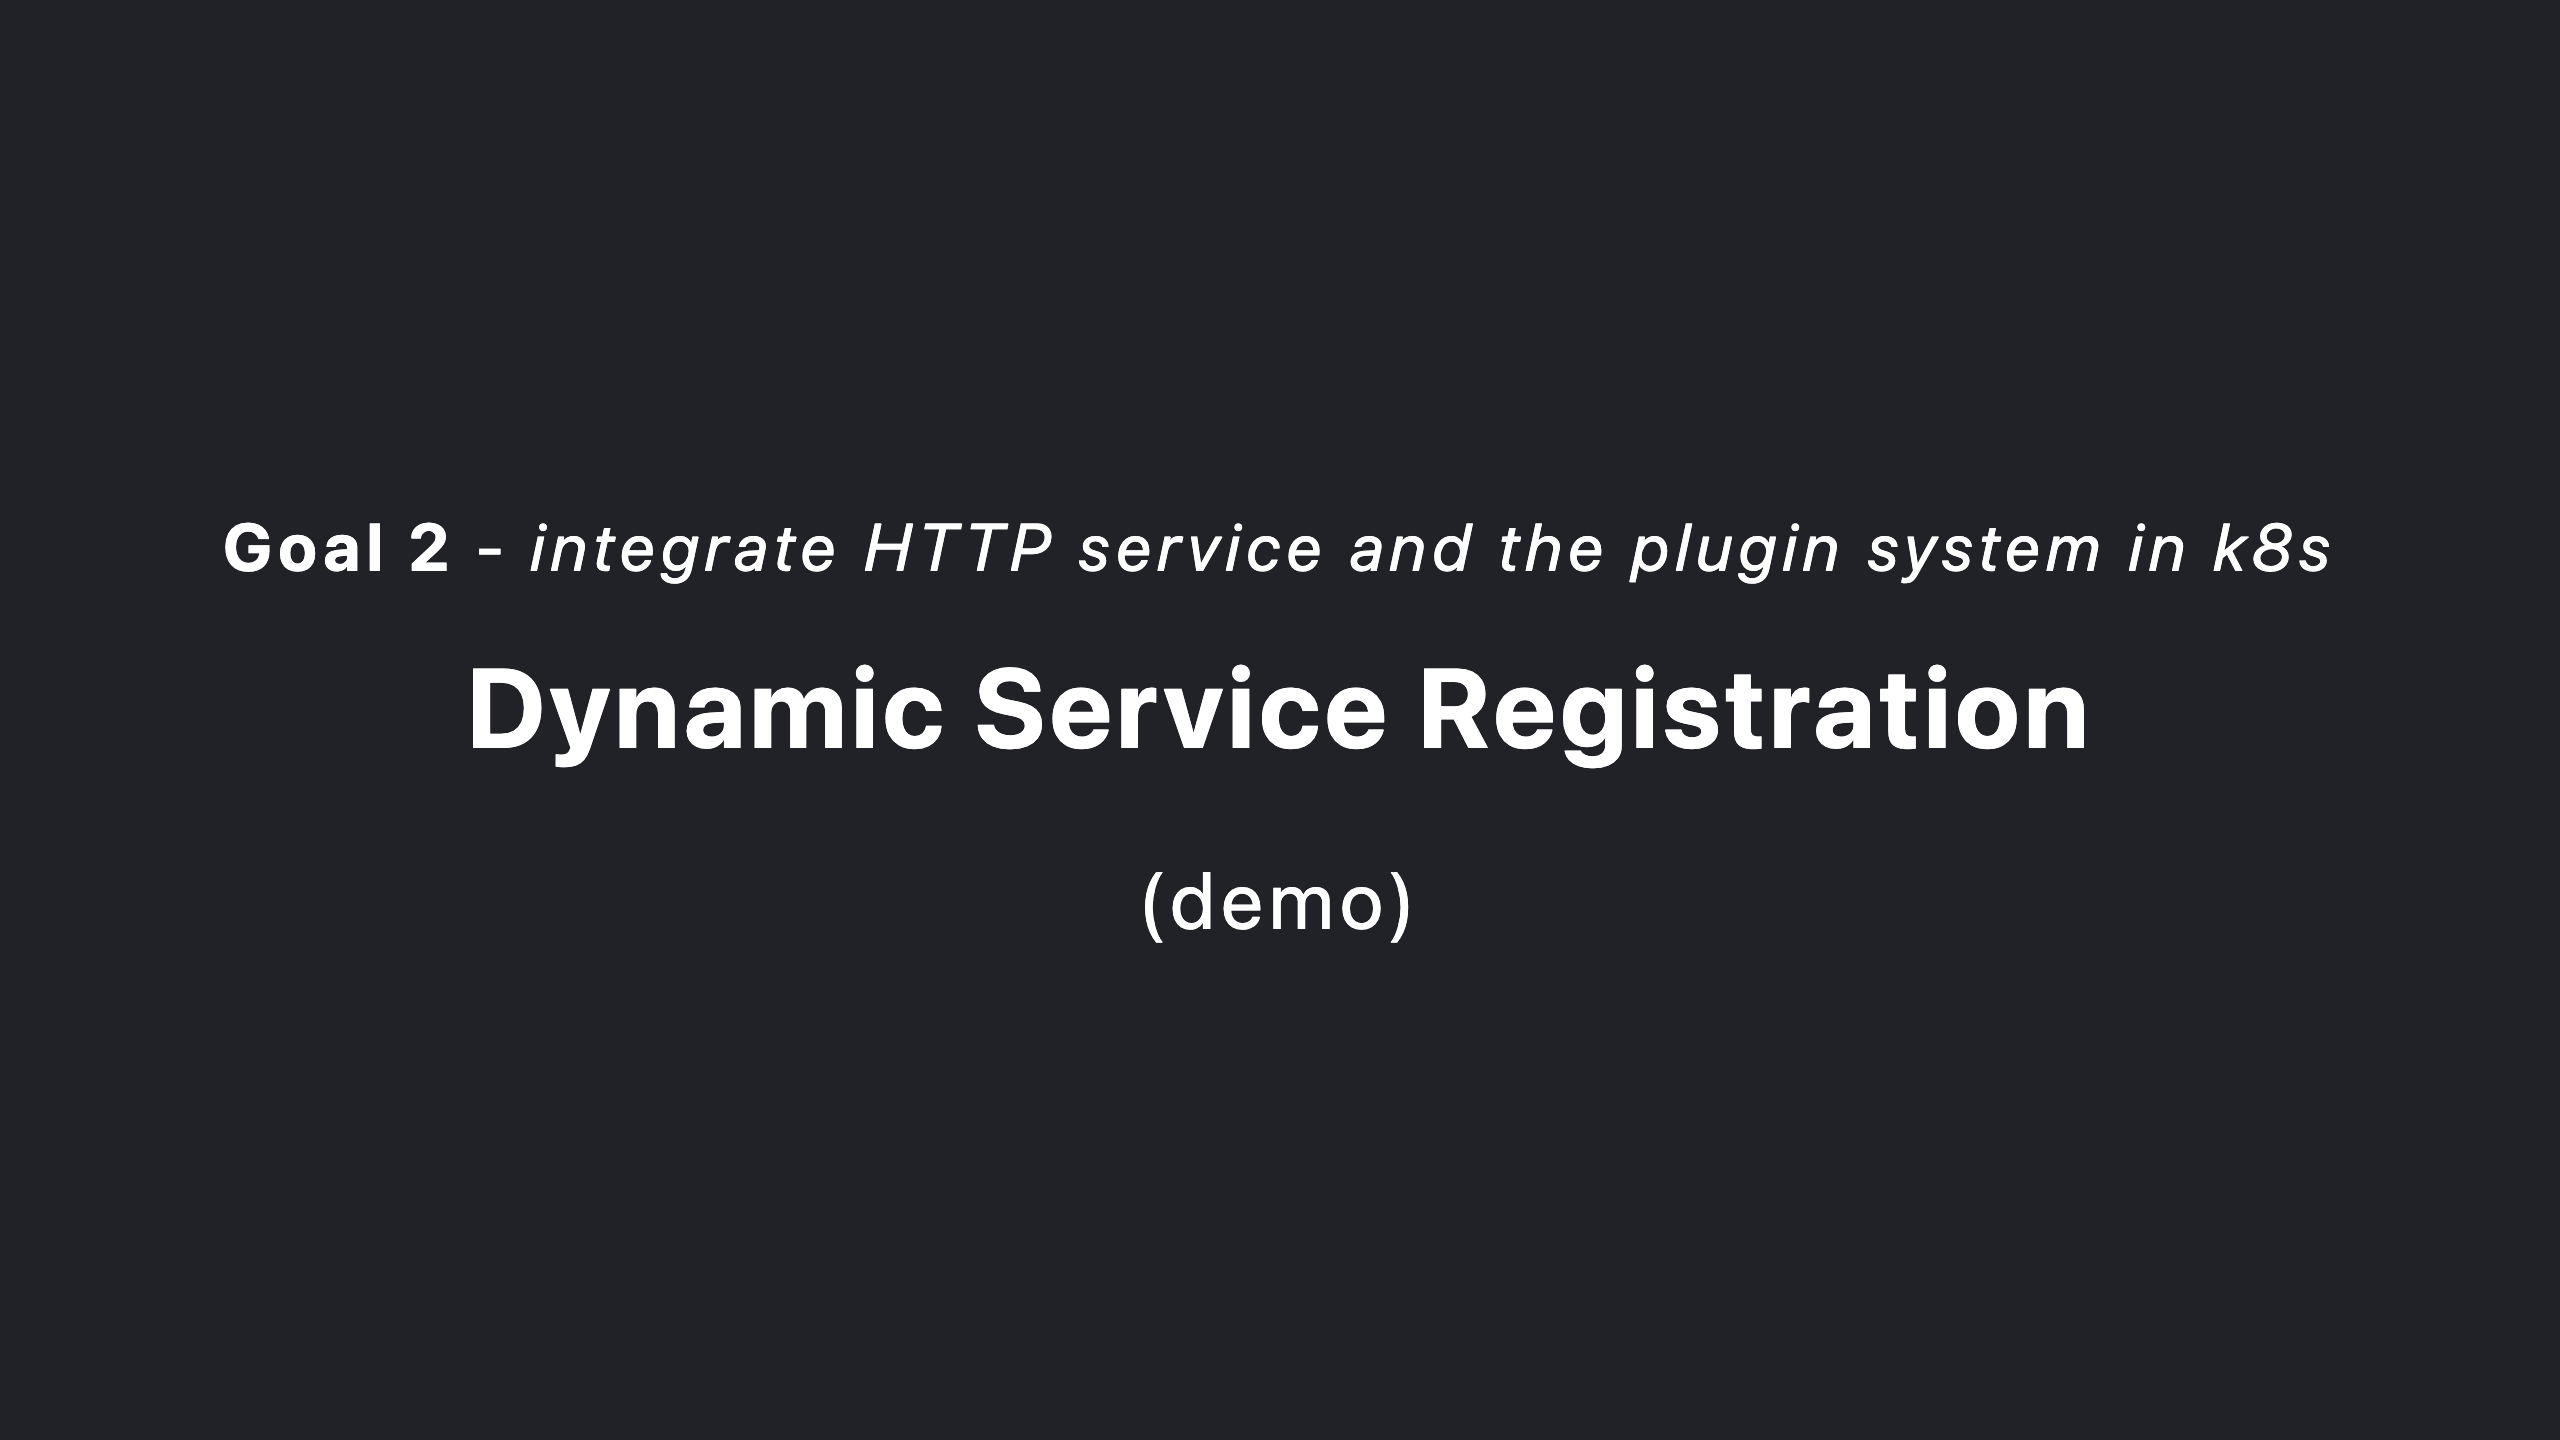 Goal 2 - integrate HTTP service and the plugin system in k8s
Dynamic Service Registration
(demo)